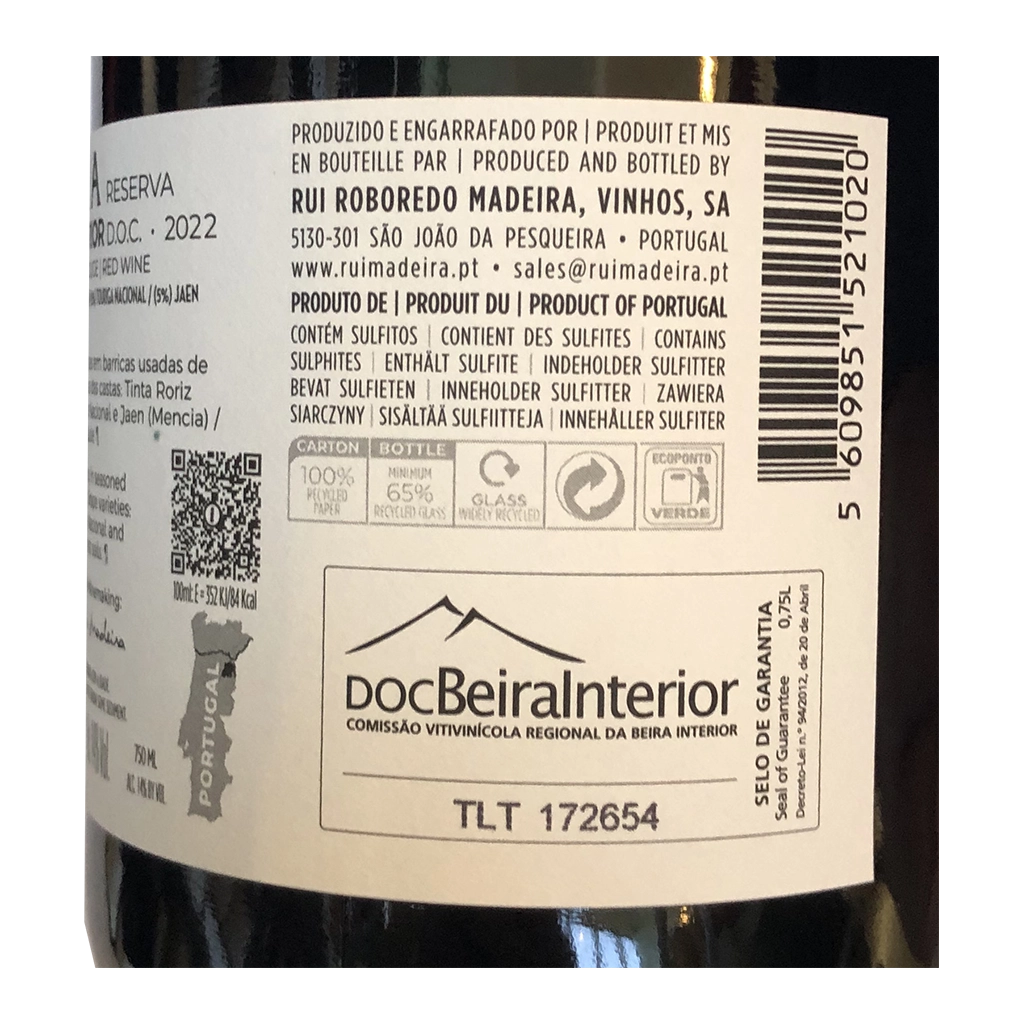 A RESERVA
D.O.C. · 2022
RED WINE
TOURIGA NACIONAL / (5%) JAEN
em barricas usadas de
castas: Tinta Roriz
e Jaen (Mencia) /
seasoned
varieties:
and
100ml: E = 352 KJ/84 Kcal
PORTUGAL
750 ML
ALC. 14% BY VOL.
PRODUZIDO E ENGARRAFADO POR | PRODUIT ET MIS
EN BOUTEILLE PAR | PRODUCED AND BOTTLED BY
RUI ROBOREDO MADEIRA, VINHOS, SA
5130-301 SÃO JOÃO DA PESQUEIRA • PORTUGAL
www.ruimadeira.pt • sales@ruimadeira.pt
PRODUTO DE | PRODUIT DU | PRODUCT OF PORTUGAL
CONTÉM SULFITOS | CONTIENT DES SULFITES | CONTAINS
SULPHITES | ENTHÄLT SULFITE | INDEHOLDER SULFITTER
BEVAT SULFIETEN | INNEHOLDER SULFITTER | ZAWIERA
SIARCZYNY | SISÄLTÄÄ SULFIITTEJA | INNEHÅLLER SULFITER
CARTON
100%
RECYCLED
PAPER
BOTTLE
MINIMUM
65%
RECYCLED GLASS
GLASS
WIDELY RECYCLED
ECOPONTO
VERDE
5 609851 521020
DOCBeiraInterior
COMISSÃO VITIVINÍCOLA REGIONAL DA BEIRA INTERIOR
TLT 172654
SELO DE GARANTIA
Seal of Guarantee 0,75L
Decreto-Lei n.º 94/2012, de 20 de Abril